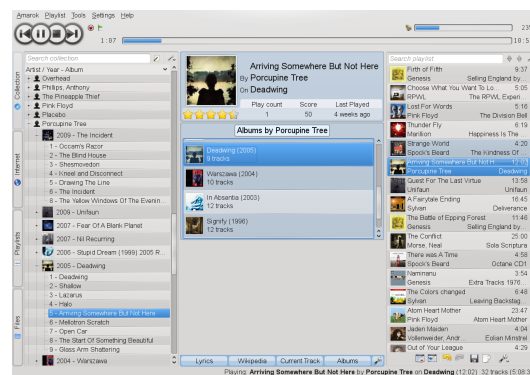 Amarok Playlist Tools Settings Help
1:07
Search collection
Artist / Year - Album
Overhead
Phillips, Anthony
The Pineapple Thief
Pink Floyd
Placebo
Porcupine Tree
2009 - The Incident
1 - Occam's Razor
2 - The Blind House
4 - Kneel and Disconnect
5 - Drawing The Line
6 - The Incident
8 - The Yellow Windows Of The Evenin...
2009 - Unifaun
2007 - Fear Of A Blank Planet
2007 - Nil Recurring
2006 - Stupid Dream (1999) 2005 R...
2005 - Deadwing
1 - Deadwing
2 - Shallow
3 - Lazarus
4 - Halo
5 - Arriving Somewhere But Not Here
6 - Mellotron Scratch
7 - Open Car
8 - The Start Of Something Beautiful
9 - Glass Arm Shattering
2004 - Warszawa
Collection
Internet
Playlists
Files
Arriving Somewhere But Not Here
By Porcupine Tree
On Deadwing
Play count Score Last Played
1 50 4 weeks ago
Albums by Porcupine Tree
Deadwing (2005)
9 tracks
Warszawa (2004)
10 tracks
In Absentia (2003)
12 tracks
Signify (1996)
12 tracks
Lyrics Wikipedia Current Track Albums
Search playlist
Firth of Fifth 9:37
Genesis Selling England by...
Choose What You Want To Lo... 5:05
RPWL The RPWL Experi...
Lost For Words 5:16
Pink Floyd The Division Bell
Thunder Fly 6:19
Marillion Happiness Is The ...
Strange World 4:20
Spock's Beard The Kindness Of ...
Arriving Somewhere But Not H... 12:02
Porcupine Tree Deadwing
Quest For The Last Virtue 13:58
Unifaun Unifaun
A Fairytale Ending 16:45
Sylvan Deliverance
The Battle of Epping Forest 11:46
Genesis Selling England by...
The Conflict 25:00
Morse, Neal Sola Scriptura
There was A Time 4:58
Spock's Beard Octane CD1
Naminanu 3:54
Genesis Extra Tracks 1976...
The Colors changed 6:48
Sylvan Leaving Backstag...
Atom Heart Mother 23:47
Pink Floyd Atom Heart Mother
Jaden Maiden 4:04
Vollenweider, Andr... Eolian Minstrel
Out of Your League 4:29
Playing: Arriving Somewhere But Not Here by Porcupine Tree on Deadwing (12:02) 32 tracks (5:08: